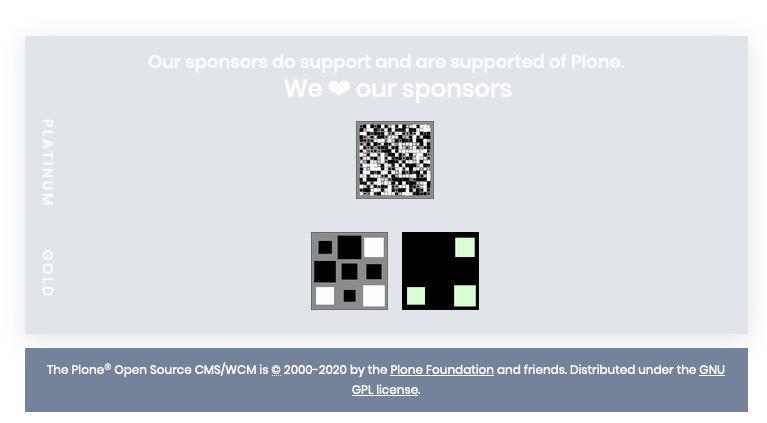 Our sponsors do support and are supported of Plone.
We ❤ our sponsors
PLATINUM
GOLD
The Plone® Open Source CMS/WCM is © 2000-2020 by the Plone Foundation and friends. Distributed under the GNU
GPL license.